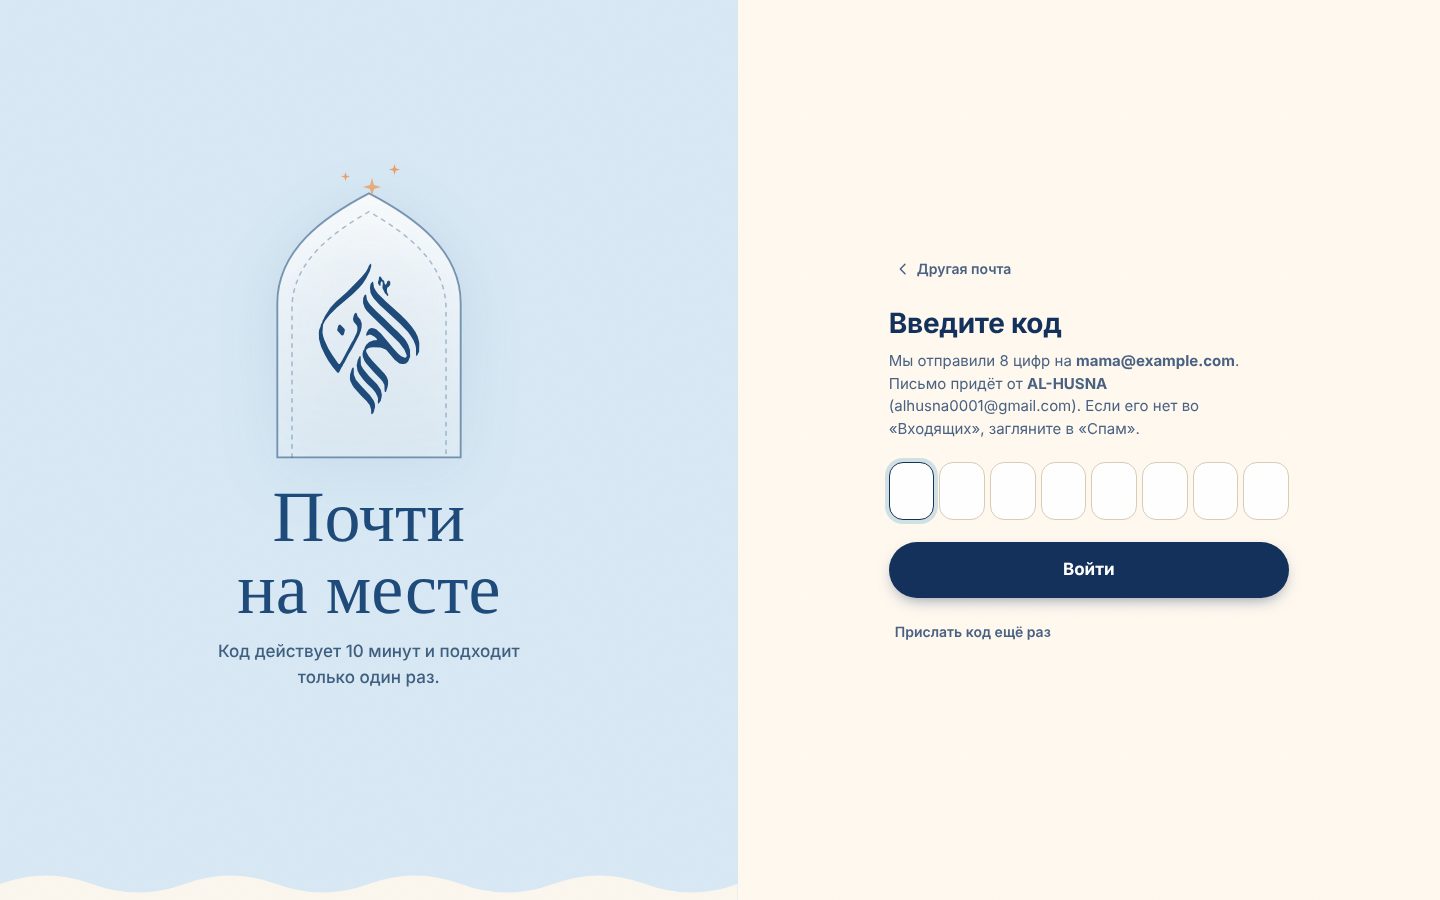 Почти
на месте
Код действует 10 минут и подходит
только один раз.
Другая почта
Введите код
Мы отправили 8 цифр на mama@example.com.
Письмо придёт от AL-HUSNA
(alhusna0001@gmail.com). Если его нет во
«Входящих», загляните в «Спам».
Войти
Прислать код ещё раз